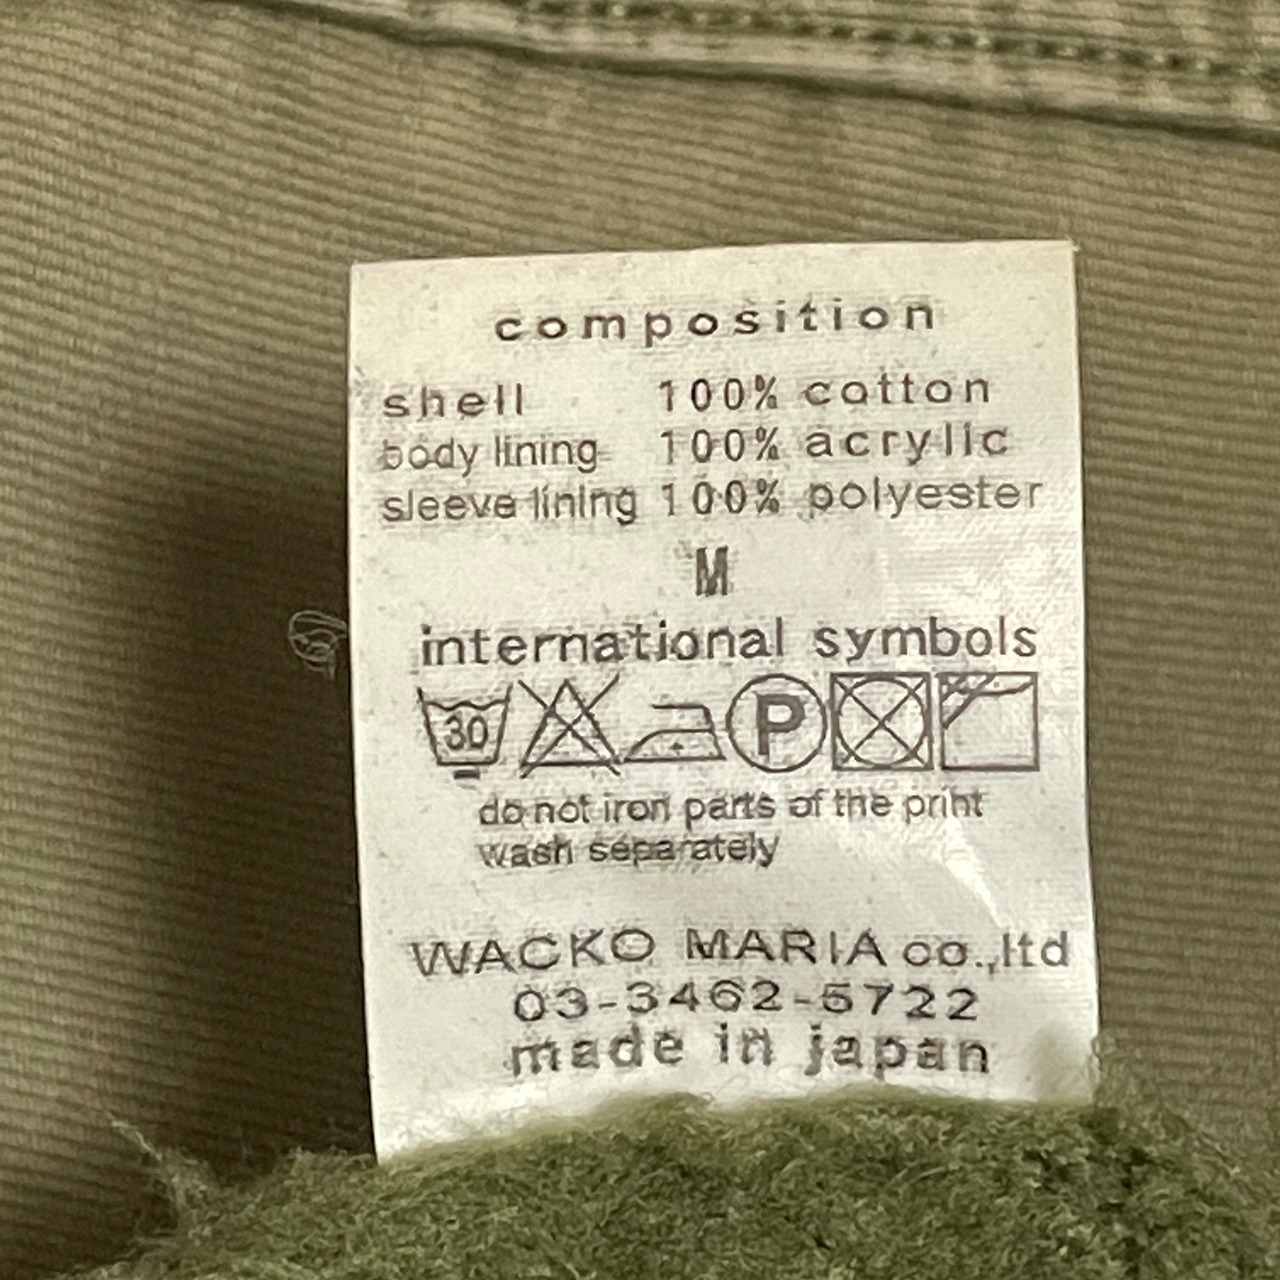 composition
shell 100% cotton
body lining 100% acrylic
sleeve lining 100% polyester
M
international symbols
30 P
do not iron parts of the print
wash separately
WACKO MARIA co.,ltd
03-3462-5722
made in japan